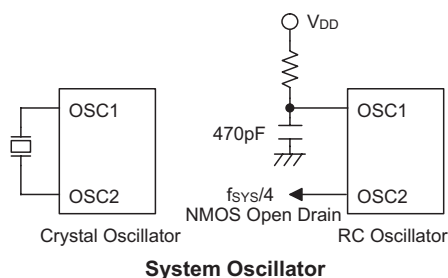 OSC1
OSC2
Crystal Oscillator
VDD
OSC1
470pF
fSYS/4
OSC2
NMOS Open Drain
RC Oscillator
System Oscillator